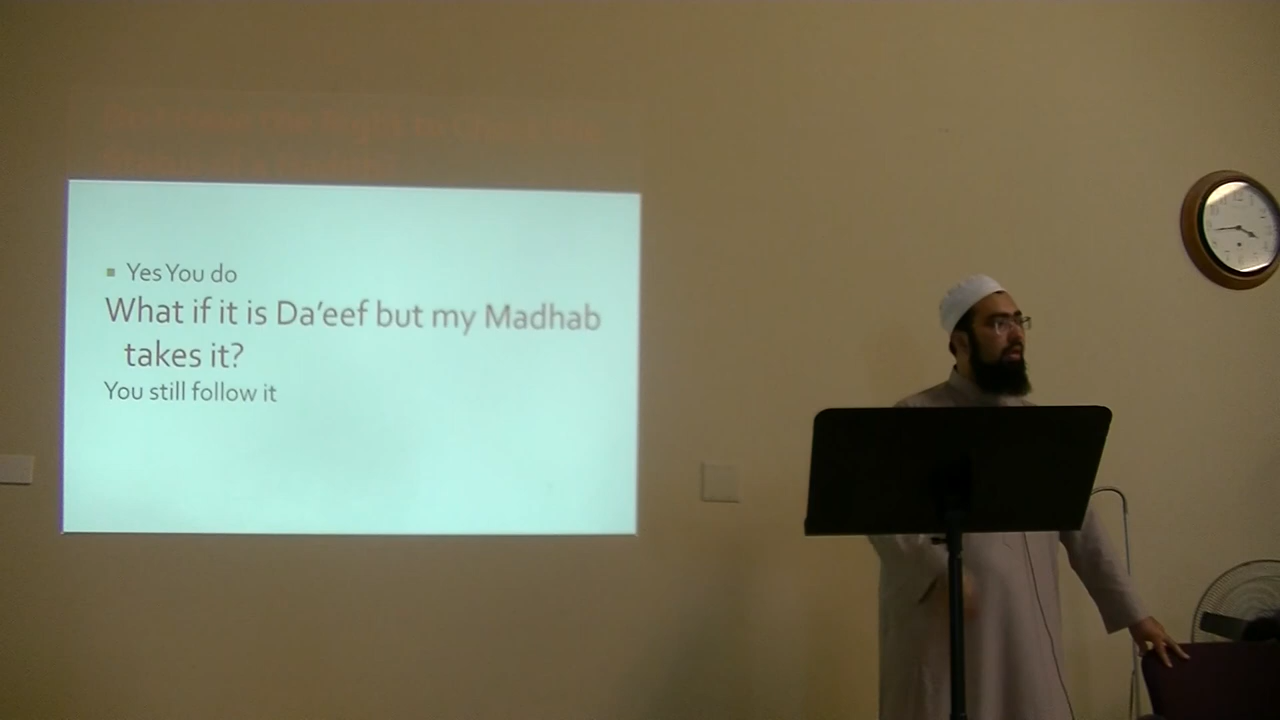 Yes You do
What if it is Da'eef but my Madhab
takes it?
You still follow it